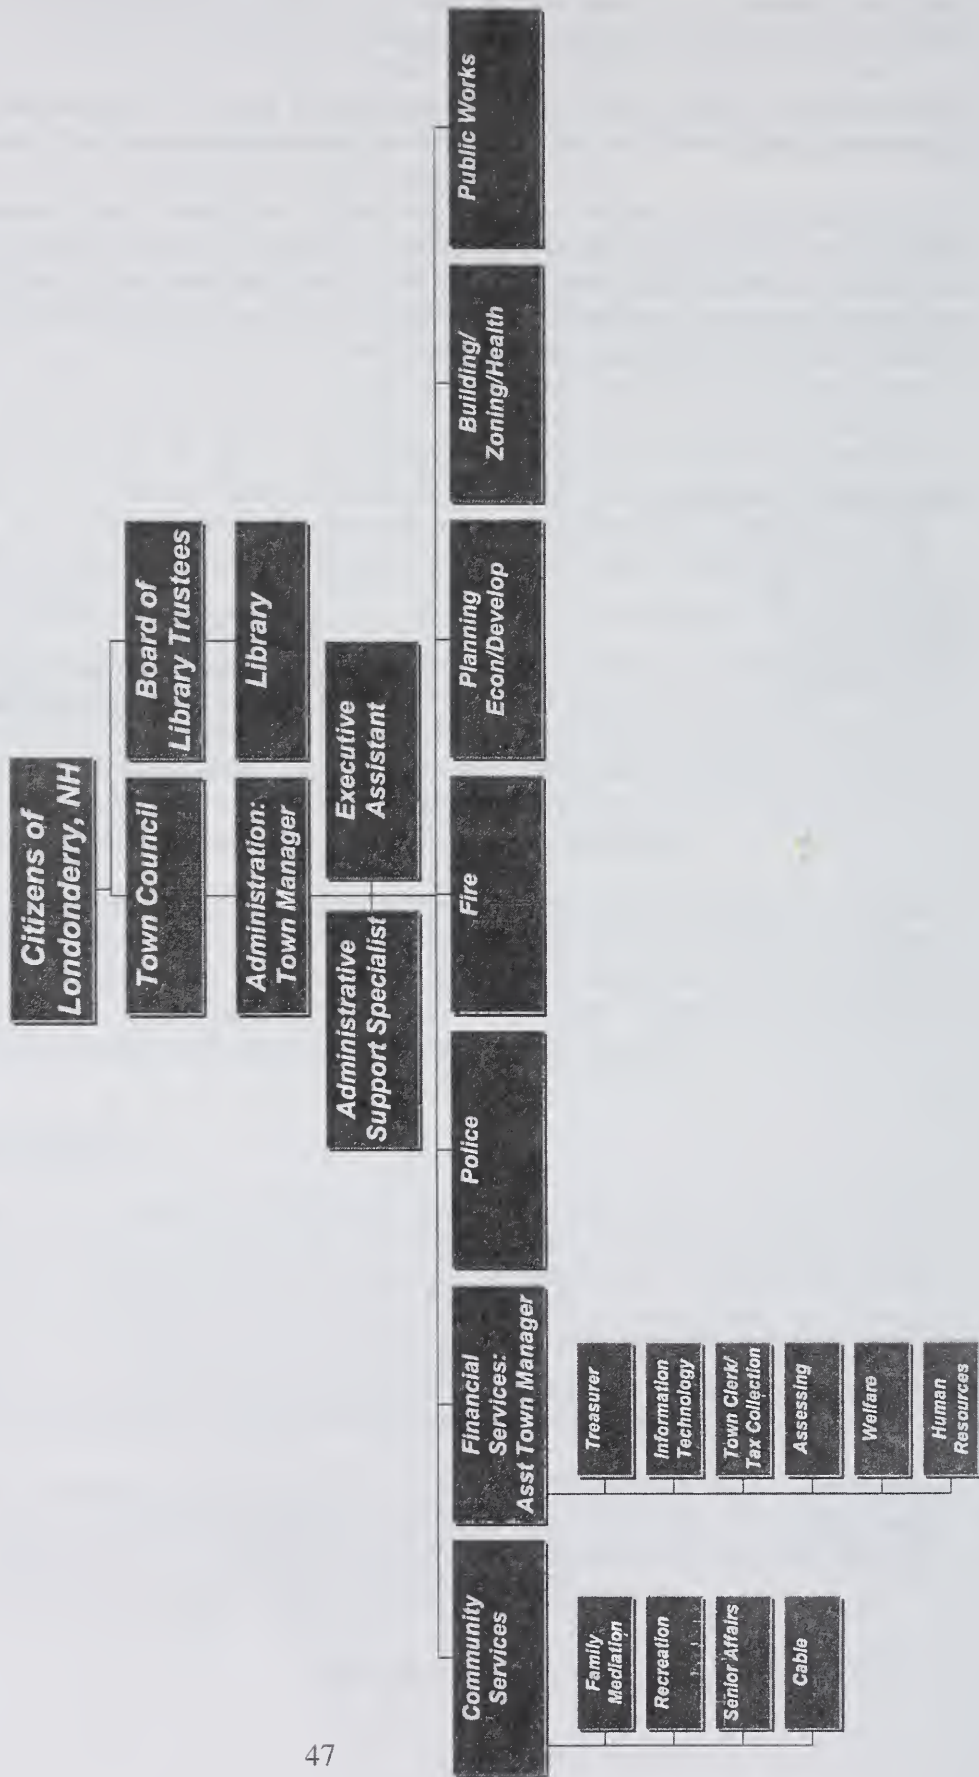 Citizens of
Londonderry, NH
Town Council
Board of
Library Trustees
Administration:
Town Manager
Library
Administrative
Support Specialist
Executive
Assistant
Community
Services
Financial
Services:
Asst Town Manager
Police
Fire
Planning
Econ/Develop
Building/
Zoning/Health
Public Works
Family
Mediation
Recreation
Senior Affairs
Cable
Treasurer
Information
Technology
Town Clerk/
Tax Collection
Assessing
Welfare
Human
Resources
47